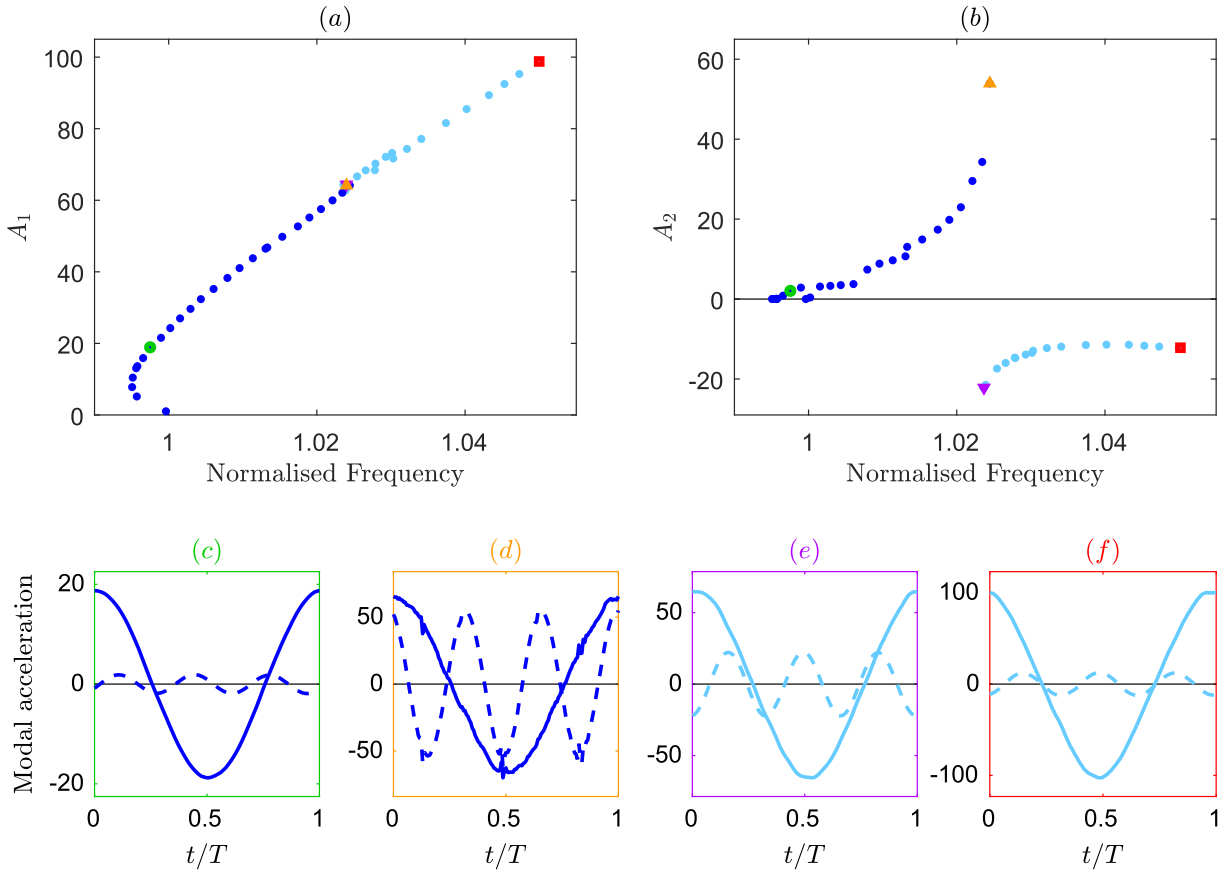 (a)
100
80
60
40
20
0
A₁
1
1.02
1.04
Normalised Frequency
(b)
60
40
20
0
-20
A₂
1
1.02
1.04
Normalised Frequency
(c)
20
0
-20
Modal acceleration
0
0.5
1
t/T
(d)
50
0
-50
0
0.5
1
t/T
(e)
50
0
-50
0
0.5
1
t/T
(f)
100
0
-100
0
0.5
1
t/T